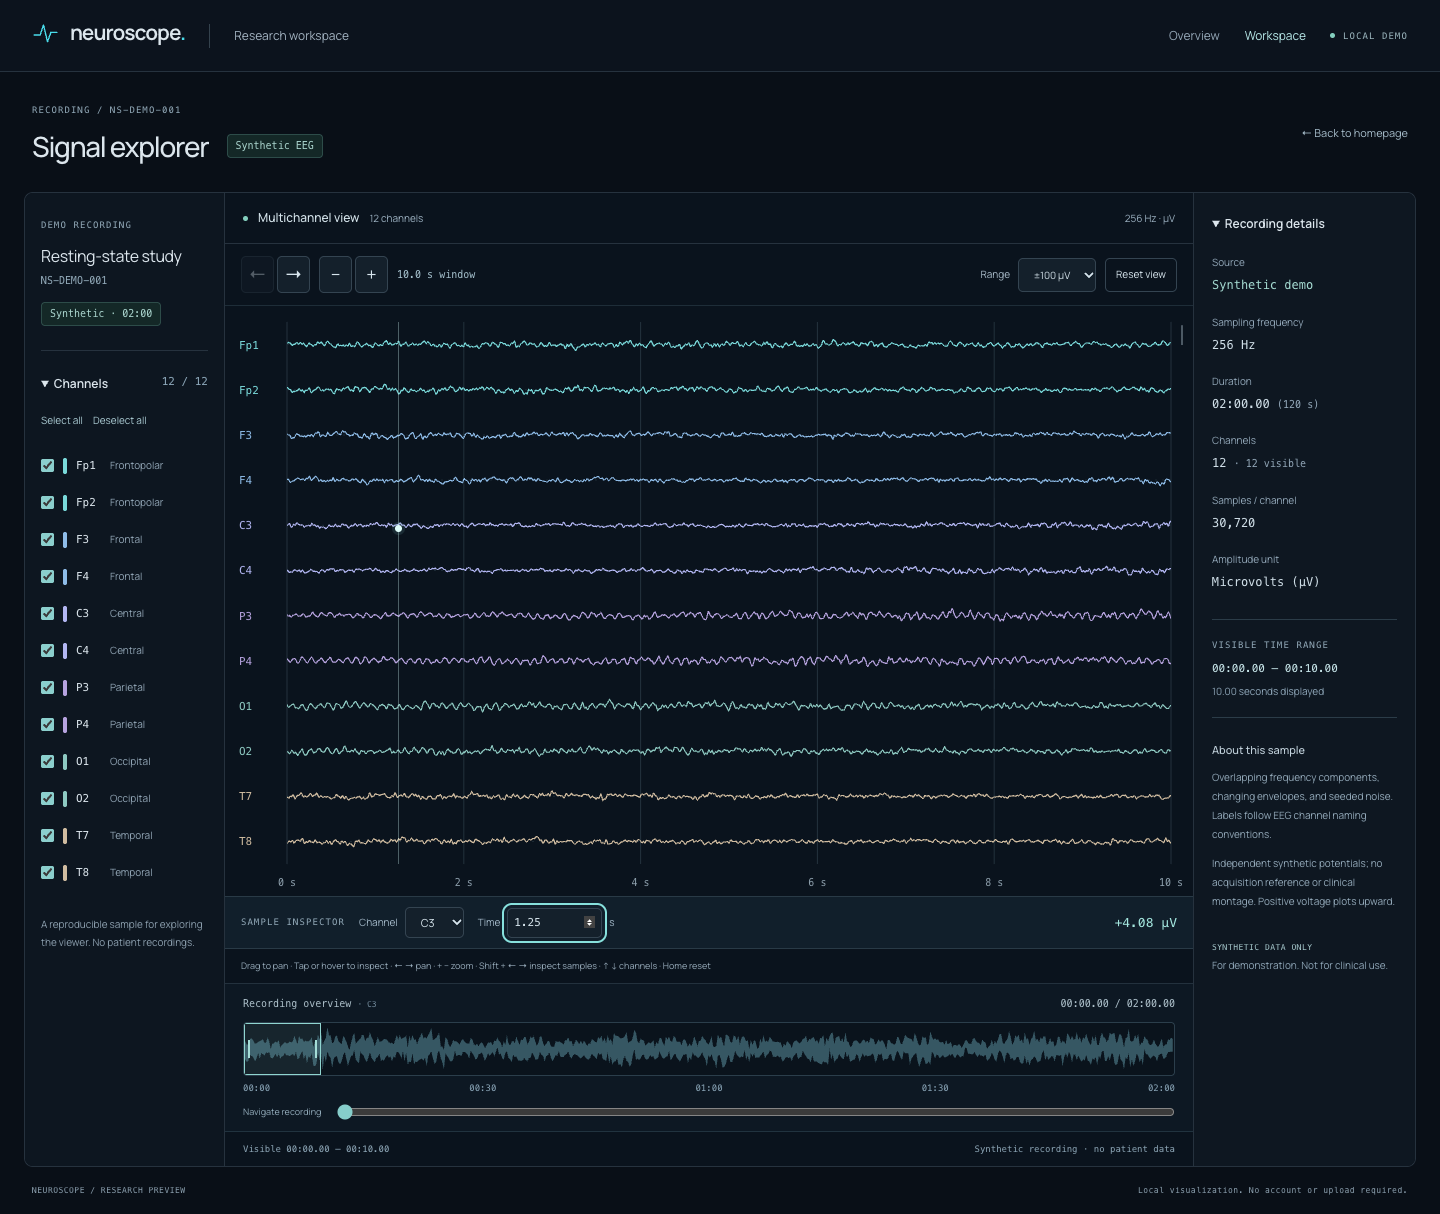 neuroscope.
Research workspace
Overview
Workspace
LOCAL DEMO
RECORDING / NS-DEMO-001
Signal explorer
Synthetic EEG
← Back to homepage
DEMO RECORDING
Resting-state study
NS-DEMO-001
Synthetic · 02:00
▼ Channels
12 / 12
Select all
Deselect all
Fp1 Frontopolar
Fp2 Frontopolar
F3 Frontal
F4 Frontal
C3 Central
C4 Central
P3 Parietal
P4 Parietal
O1 Occipital
O2 Occipital
T7 Temporal
T8 Temporal
A reproducible sample for exploring
the viewer. No patient recordings.
Multichannel view
12 channels
256 Hz · µV
← → − +
10.0 s window
Range
±100 µV
Reset view
Fp1
Fp2
F3
F4
C3
C4
P3
P4
O1
O2
T7
T8
0 s 2 s 4 s 6 s 8 s 10 s
SAMPLE INSPECTOR
Channel
C3
Time
1.25
s
+4.08 µV
Drag to pan · Tap or hover to inspect · ← → pan · + − zoom · Shift + ← → inspect samples · ↑ ↓ channels · Home reset
Recording overview · C3
00:00.00 / 02:00.00
00:00 00:30 01:00 01:30 02:00
Navigate recording
Visible 00:00.00 — 00:10.00
Synthetic recording · no patient data
▼ Recording details
Source
Synthetic demo
Sampling frequency
256 Hz
Duration
02:00.00 (120 s)
Channels
12 · 12 visible
Samples / channel
30,720
Amplitude unit
Microvolts (µV)
VISIBLE TIME RANGE
00:00.00 — 00:10.00
10.00 seconds displayed
About this sample
Overlapping frequency components,
changing envelopes, and seeded noise.
Labels follow EEG channel naming
conventions.
Independent synthetic potentials; no
acquisition reference or clinical
montage. Positive voltage plots upward.
SYNTHETIC DATA ONLY
For demonstration. Not for clinical use.
NEUROSCOPE / RESEARCH PREVIEW
Local visualization. No account or upload required.